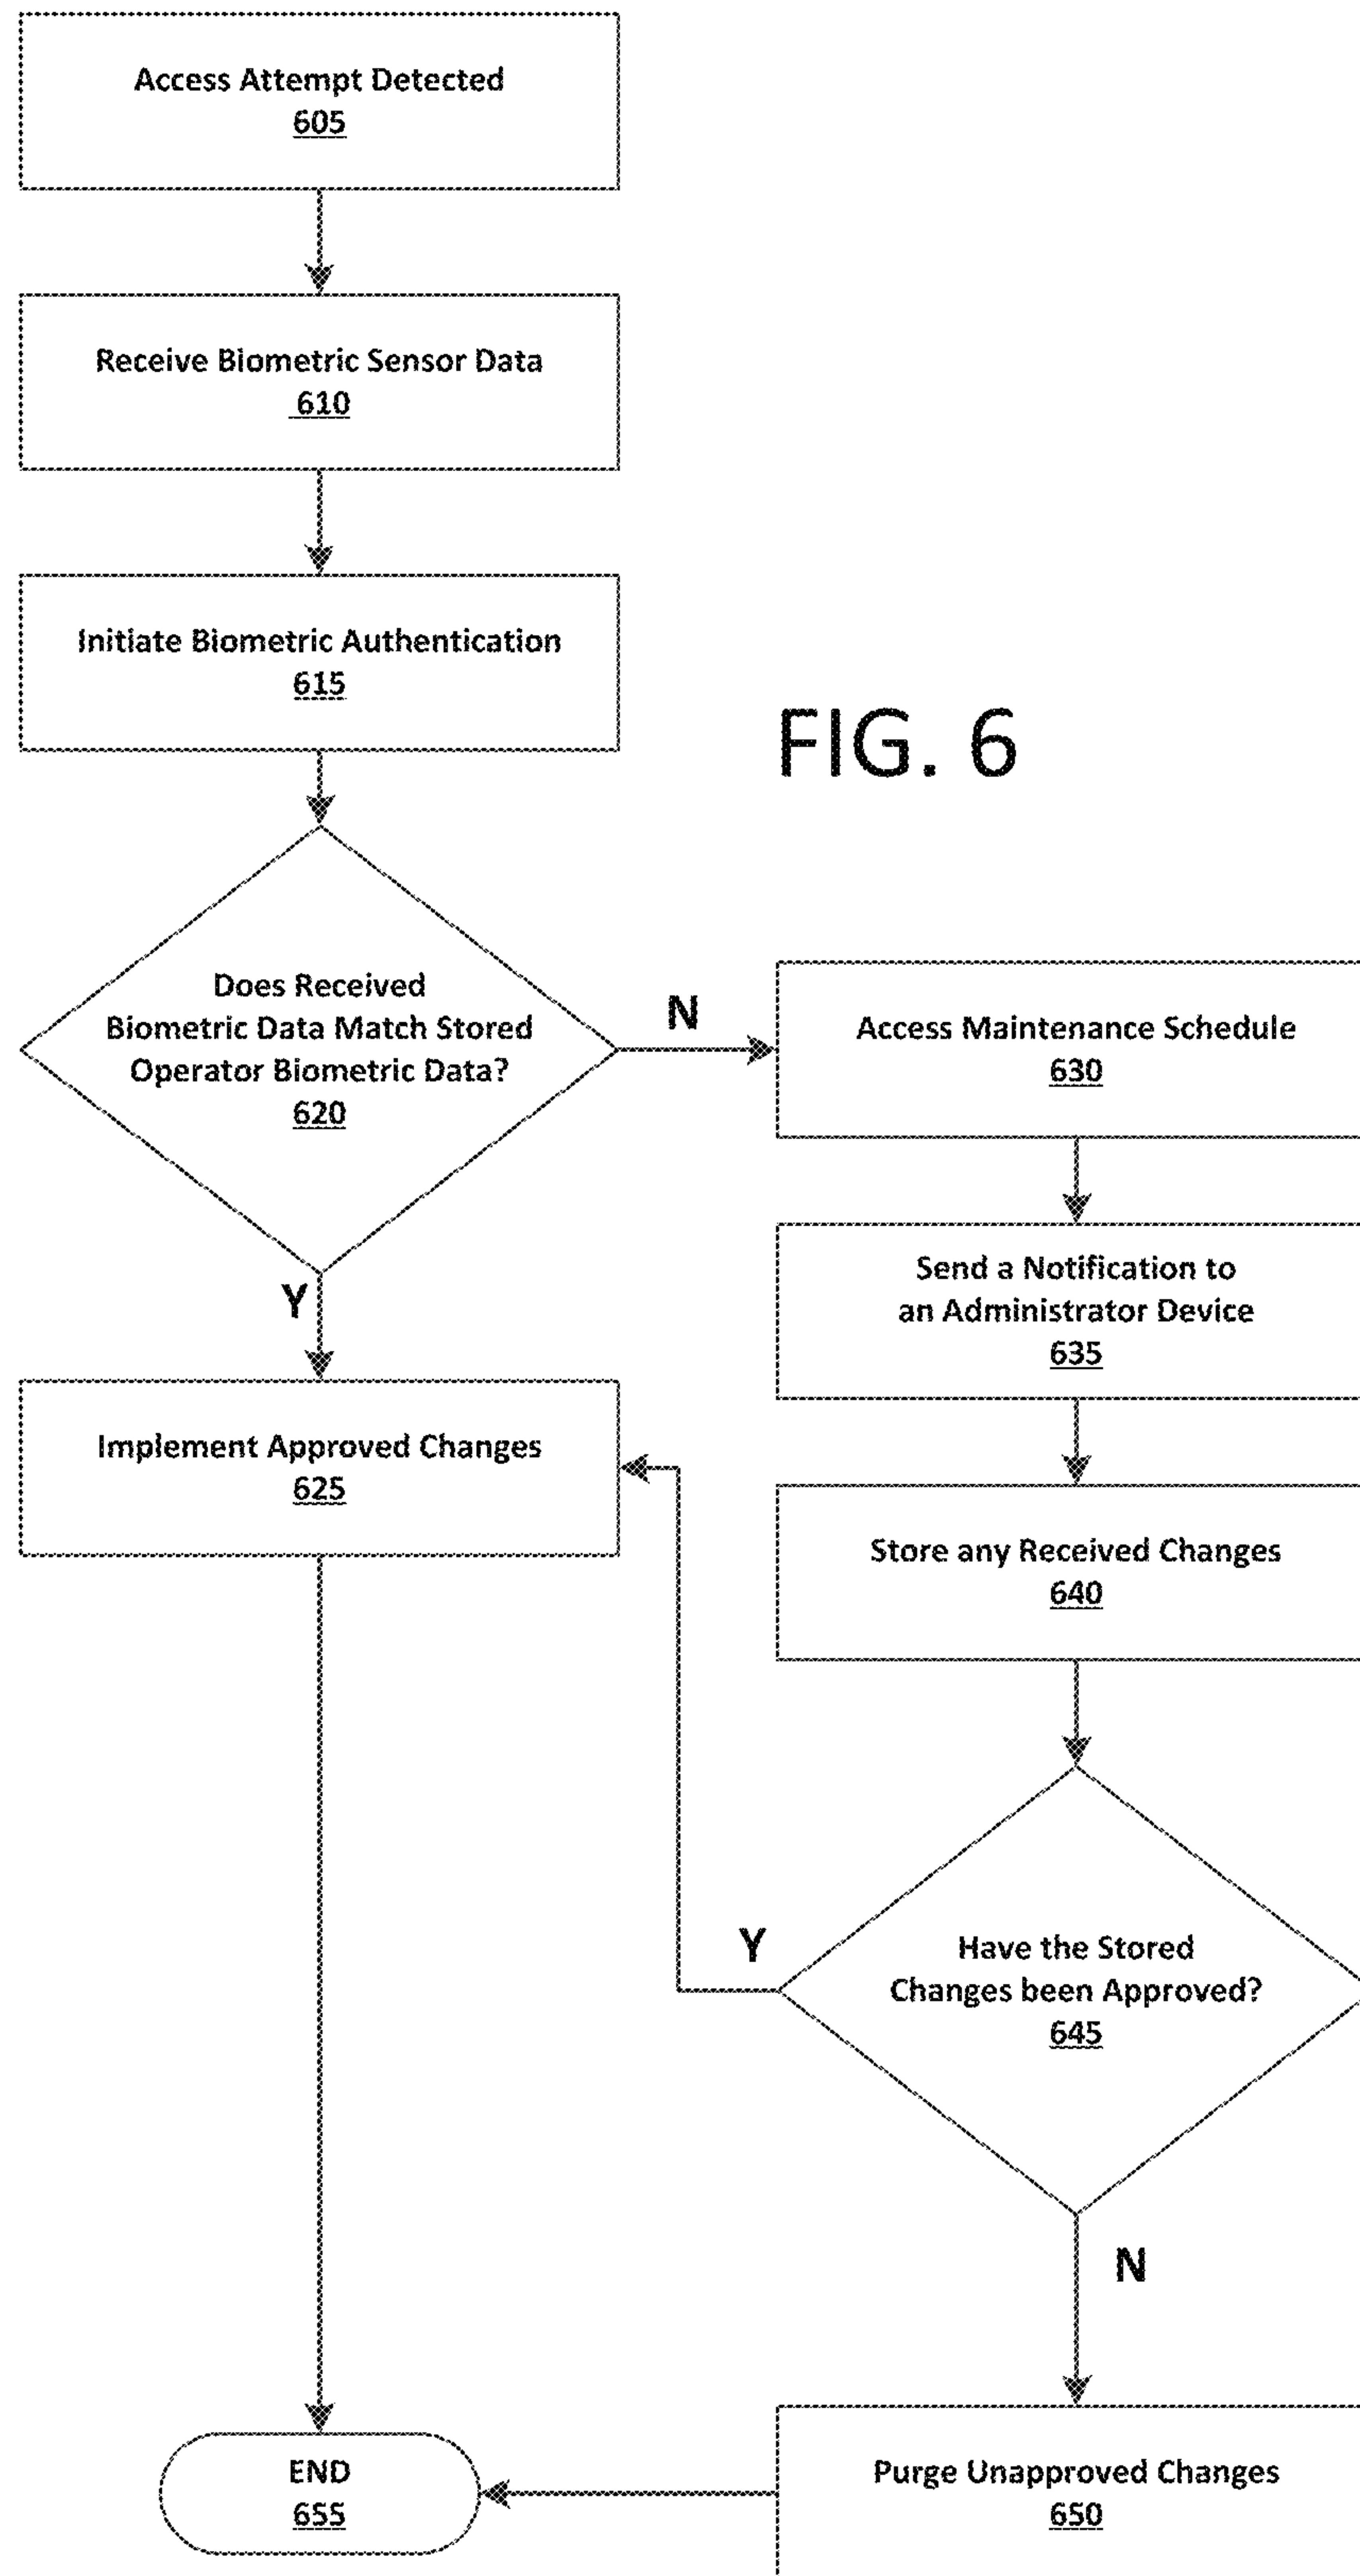 Access Attempt Detected
605
Receive Biometric Sensor Data
610
Initiate Biometric Authentication
615
FIG. 6
Does Received
Biometric Data Match Stored
Operator Biometric Data?
620
N
Access Maintenance Schedule
630
Send a Notification to
an Administrator Device
635
Y
Implement Approved Changes
625
Store any Received Changes
640
Y
Have the Stored
Changes been Approved?
645
N
END
655
Purge Unapproved Changes
650